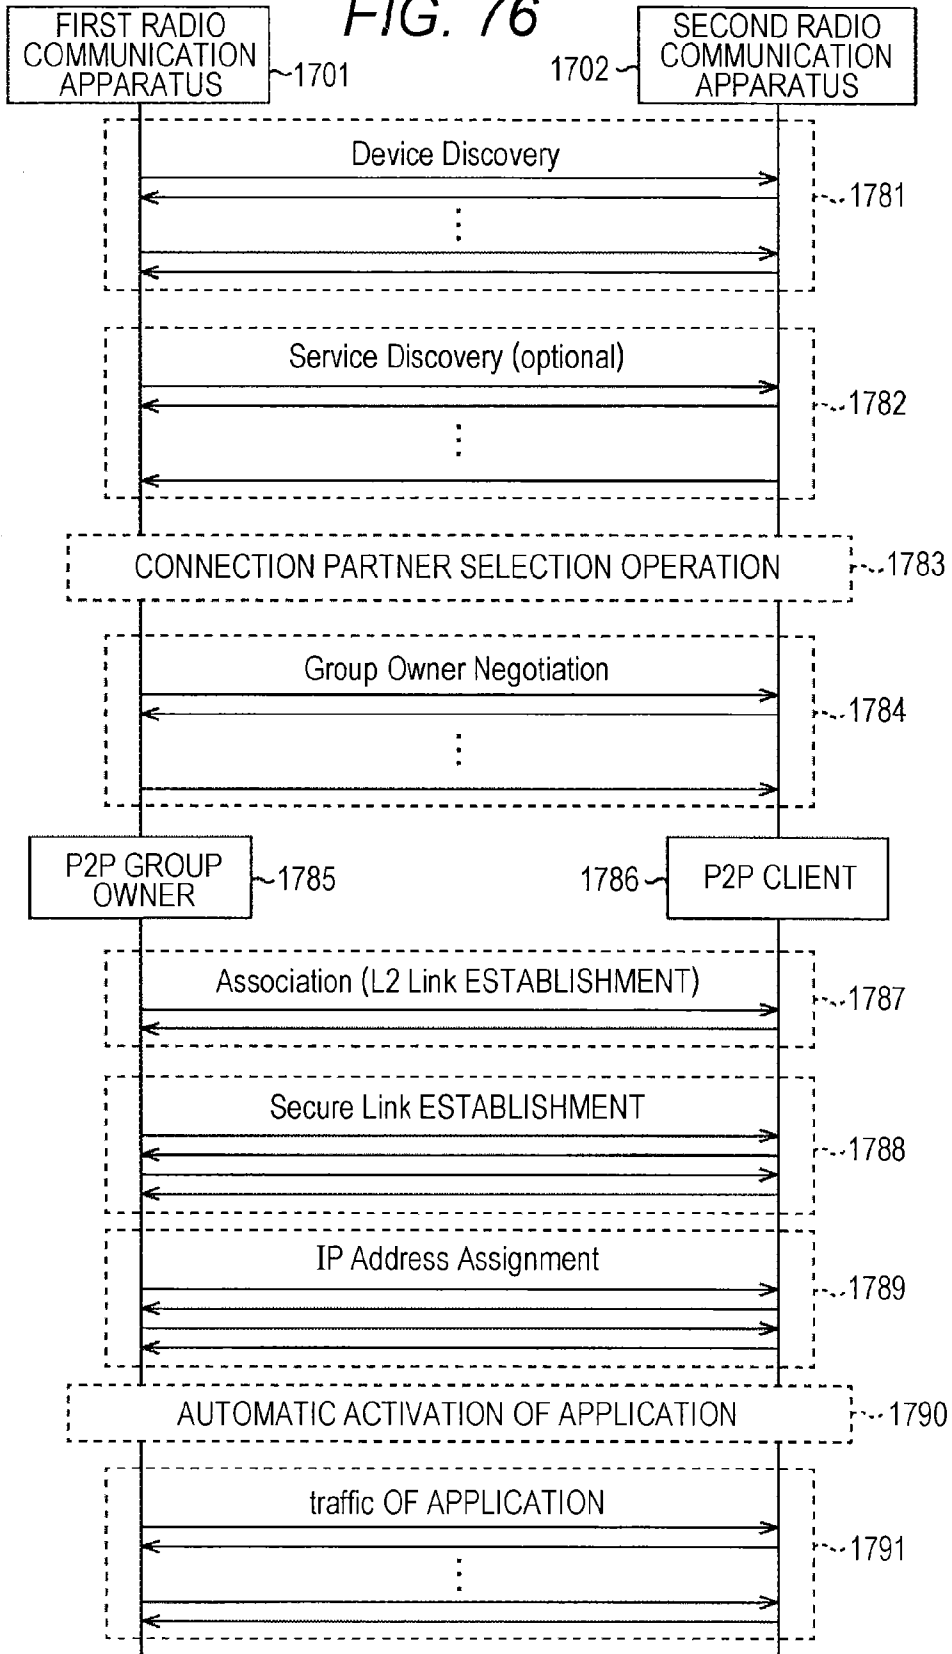 FIG. 76
FIRST RADIO
COMMUNICATION
APPARATUS
1701
1702
SECOND RADIO
COMMUNICATION
APPARATUS
Device Discovery
1781
Service Discovery (optional)
1782
CONNECTION PARTNER SELECTION OPERATION
1783
Group Owner Negotiation
1784
P2P GROUP
OWNER
1785
1786
P2P CLIENT
Association (L2 Link ESTABLISHMENT)
1787
Secure Link ESTABLISHMENT
1788
IP Address Assignment
1789
AUTOMATIC ACTIVATION OF APPLICATION
1790
traffic OF APPLICATION
1791